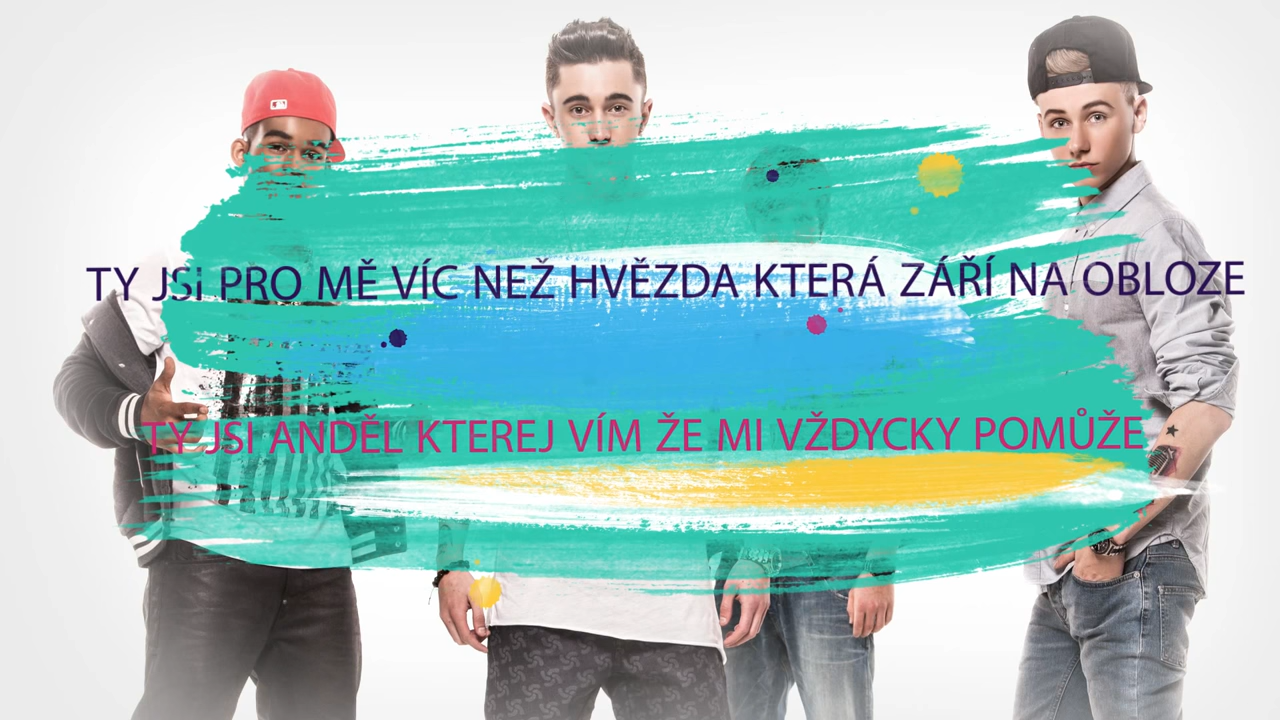 TY JSi PRO MĚ VÍC NEŽ HVĚZDA KTERÁ ZÁŘÍ NA OBLOZE
TY JSI ANDĚL KTEREJ VÍM ŽE MI VŽDYCKY POMŮŽE